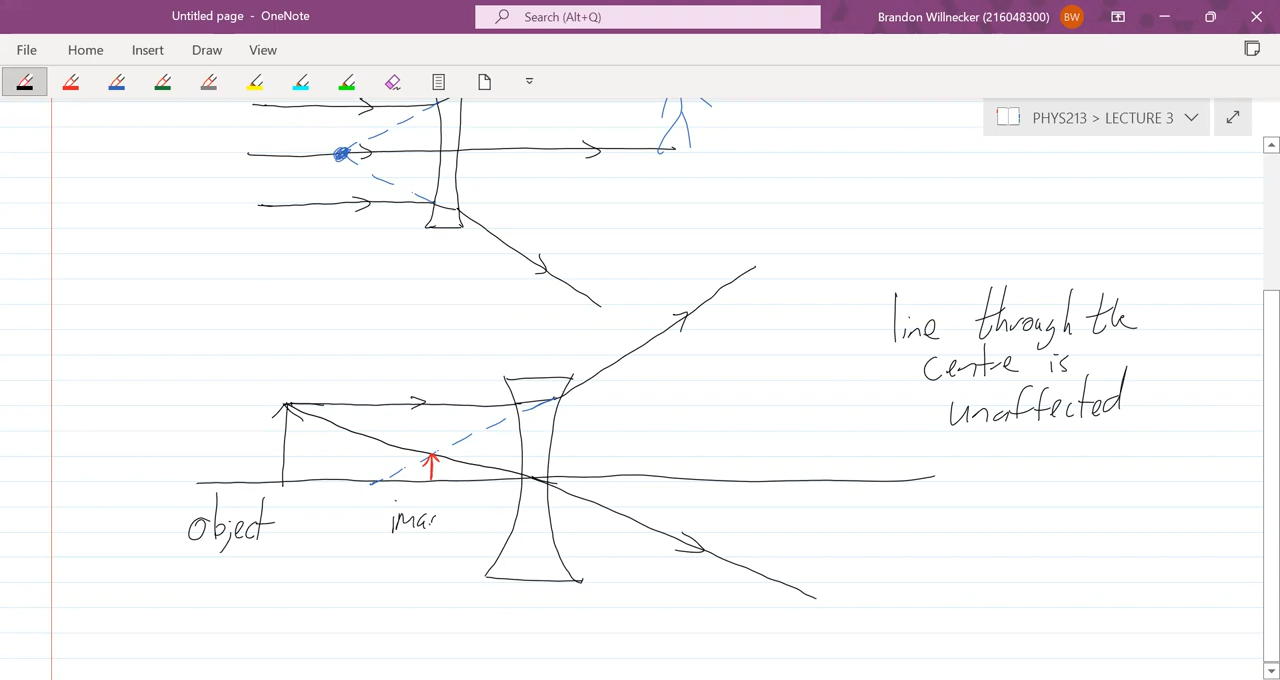 Untitled page - OneNote
Search (Alt+Q)
Brandon Willnecker (216048300)
BW
File Home Insert Draw View
PHYS213 > LECTURE 3
line through the
centre is
unaffected
object
imag